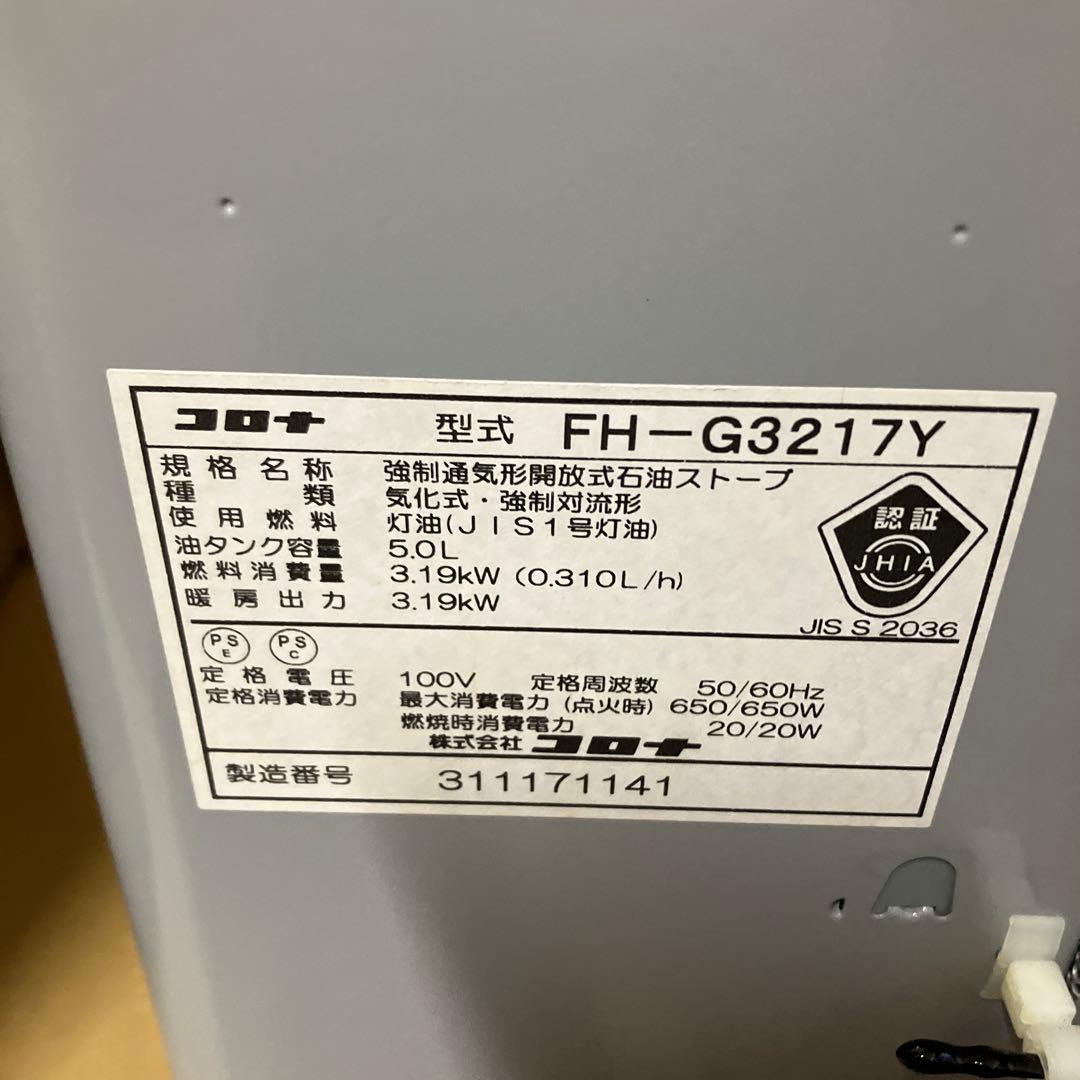 コロナ 型式 FH-G3217Y
規格名称 強制通気形開放式石油ストーブ
種類 気化式・強制対流形
使用燃料 灯油(JIS1号灯油)
油タンク容量 5.0L
燃料消費量 3.19kW (0.310L/h)
暖房出力 3.19kW
認証
JHIA
JIS S 2036
PSE PSC
定格電圧 100V 定格周波数 50/60Hz
定格消費電力 最大消費電力(点火時) 650/650W
燃焼時消費電力 20/20W
株式会社 コロナ
製造番号 311171141